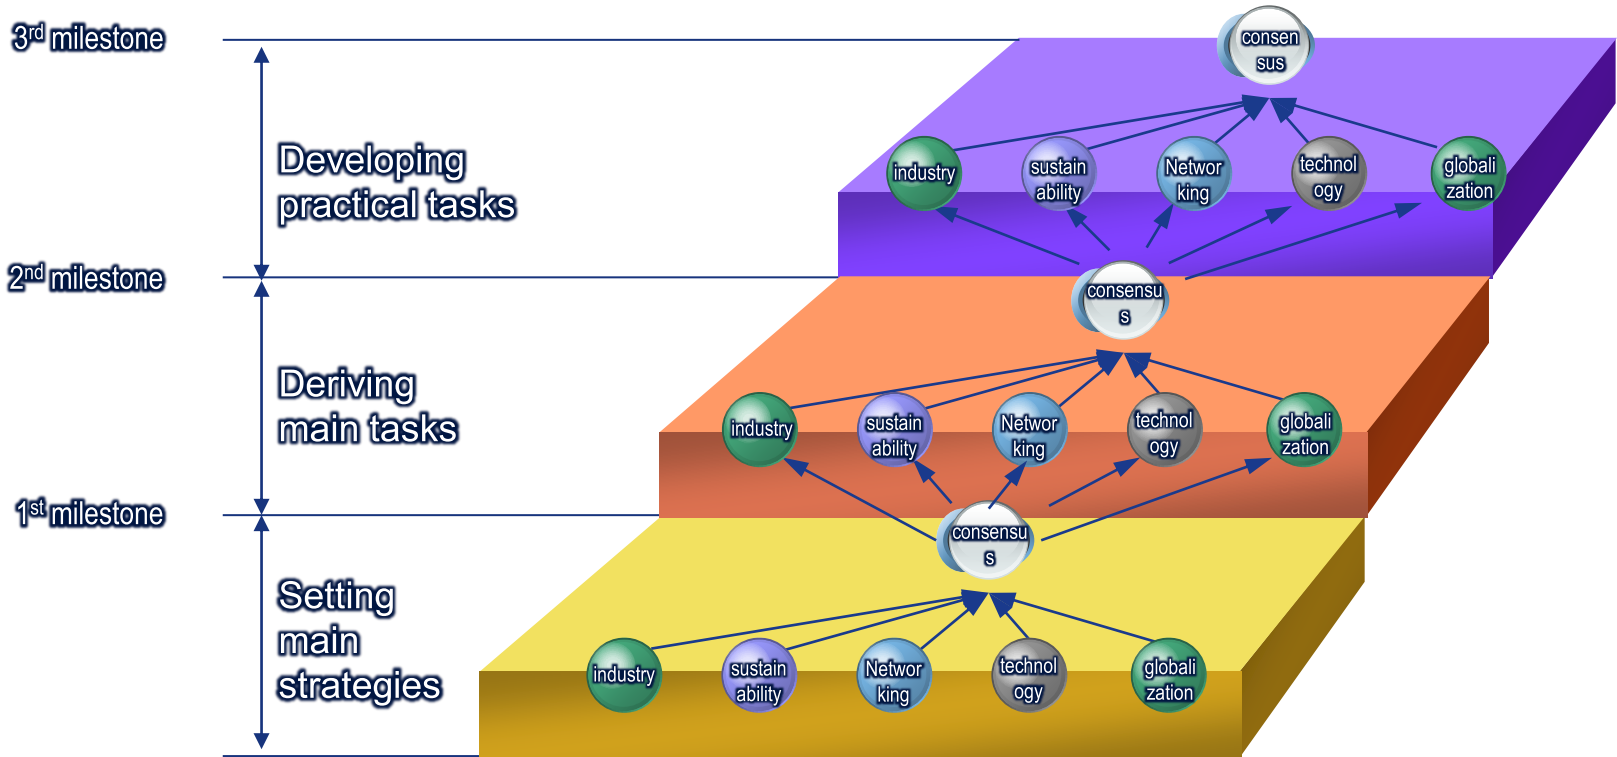 3rd milestone
consen
sus
Developing
practical tasks
industry
sustain
ability
Networ
king
technol
ogy
globali
zation
2nd milestone
consensu
s
Deriving
main tasks
industry
sustain
ability
Networ
king
technol
ogy
globali
zation
1st milestone
consensu
s
Setting
main
strategies
industry
sustain
ability
Networ
king
technol
ogy
globali
zation